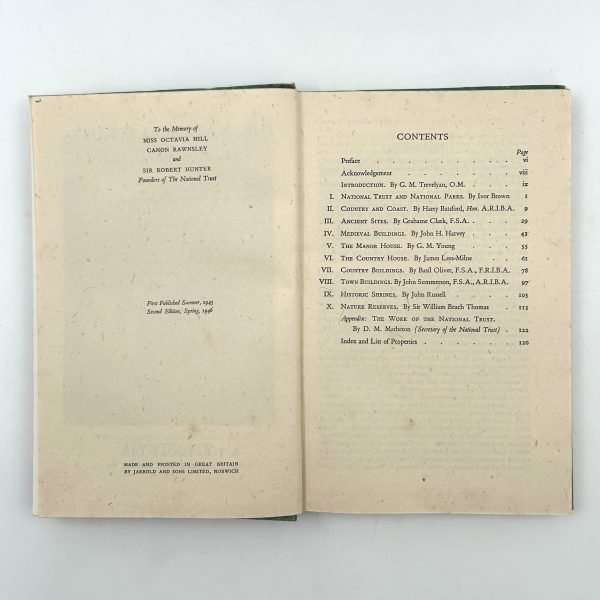 To the Memory of
MISS OCTAVIA HILL
CANON RAWNSLEY
and
SIR ROBERT HUNTER
Founders of The National Trust
First Published Summer, 1945
Second Edition, Spring, 1946
MADE AND PRINTED IN GREAT BRITAIN
BY JARROLD AND SONS LIMITED, NORWICH
CONTENTS
Page
Preface . . . . . . . . . vi
Acknowledgement . . . . . . . viii
INTRODUCTION. By G. M. Trevelyan, O.M. . . . ix
I. NATIONAL TRUST AND NATIONAL PARKS. By Ivor Brown 1
II. COUNTRY AND COAST. By Harry Batsford, Hon. A.R.I.B.A. 9
III. ANCIENT SITES. By Grahame Clark, F.S.A. . . . 29
IV. MEDIEVAL BUILDINGS. By John H. Harvey . . . 41
V. THE MANOR HOUSE. By G. M. Young . . . 55
VI. THE COUNTRY HOUSE. By James Lees-Milne . . 61
VII. COUNTRY BUILDINGS. By Basil Oliver, F.S.A., F.R.I.B.A. 78
VIII. TOWN BUILDINGS. By John Summerson, F.S.A., A.R.I.B.A. 97
IX. HISTORIC SHRINES. By John Russell . . . . 103
X. NATURE RESERVES. By Sir William Beach Thomas . . 115
Appendix: THE WORK OF THE NATIONAL TRUST.
By D. M. Matheson (Secretary of the National Trust) . 122
Index and List of Properties . . . . . 126